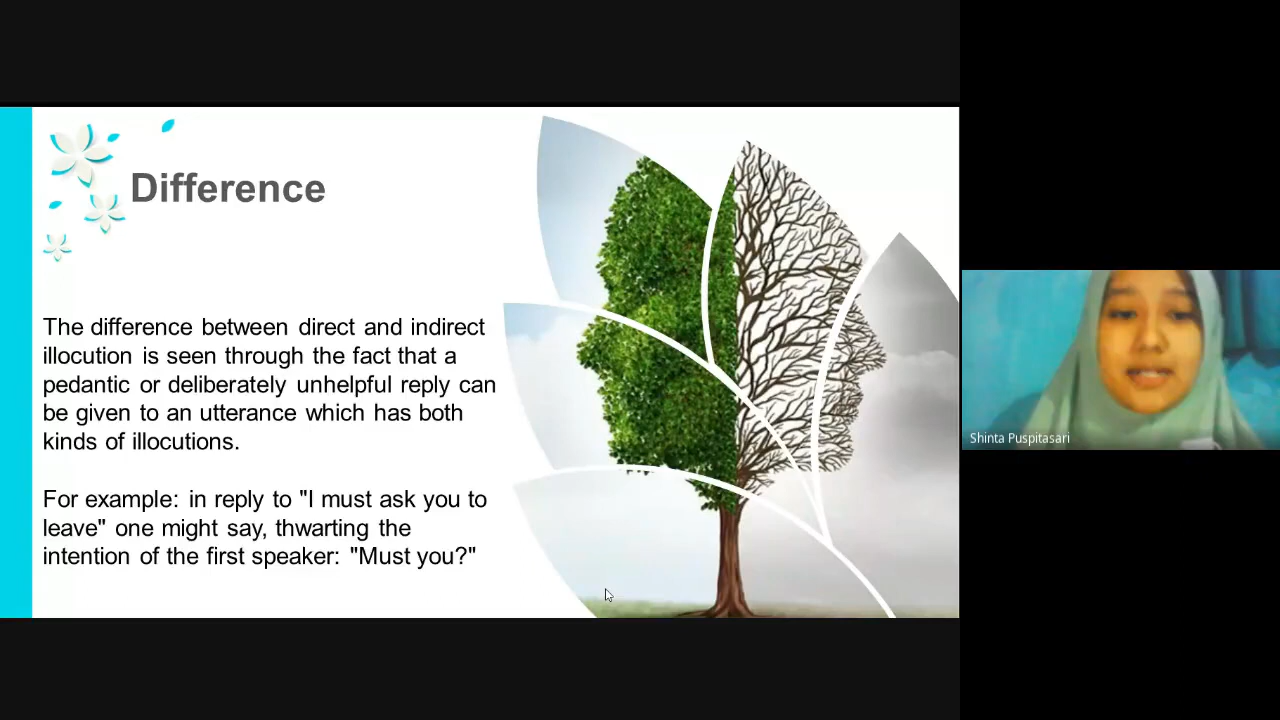 Difference
The difference between direct and indirect
illocution is seen through the fact that a
pedantic or deliberately unhelpful reply can
be given to an utterance which has both
kinds of illocutions.
For example: in reply to "I must ask you to
leave" one might say, thwarting the
intention of the first speaker: "Must you?"
Shinta Puspitasari